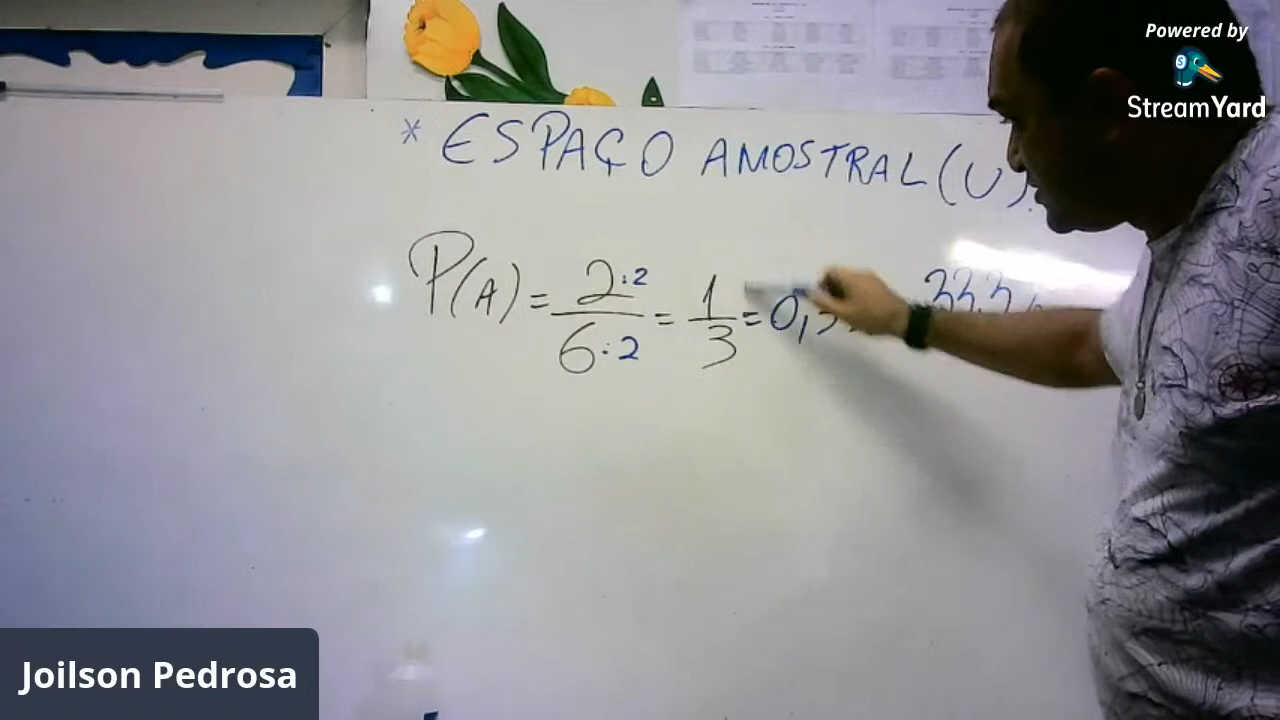 Powered by
StreamYard
* ESPAÇO AMOSTRAL (U)
P(A) = 2:2 / 6:2 = 1/3 = 0,3
33,3
Joilson Pedrosa